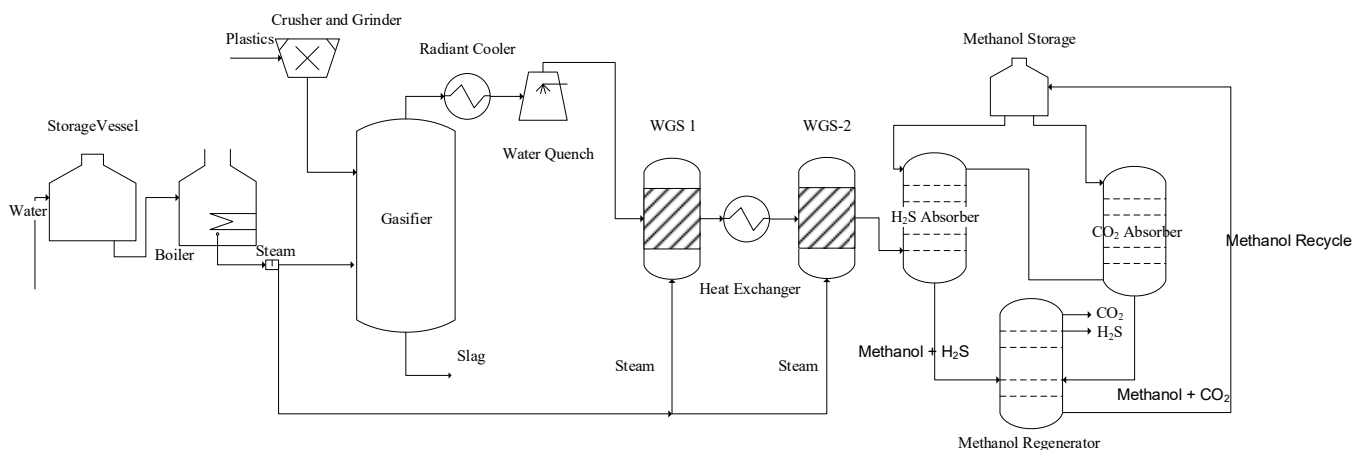 Crusher and Grinder
Plastics
Radiant Cooler
Methanol Storage
StorageVessel
WGS 1
WGS-2
Water Quench
Water
Gasifier
H₂S Absorber
CO₂ Absorber
Methanol Recycle
Boiler
Steam
Heat Exchanger
CO₂
H₂S
Slag
Steam
Steam
Methanol + H₂S
Methanol + CO₂
Methanol Regenerator